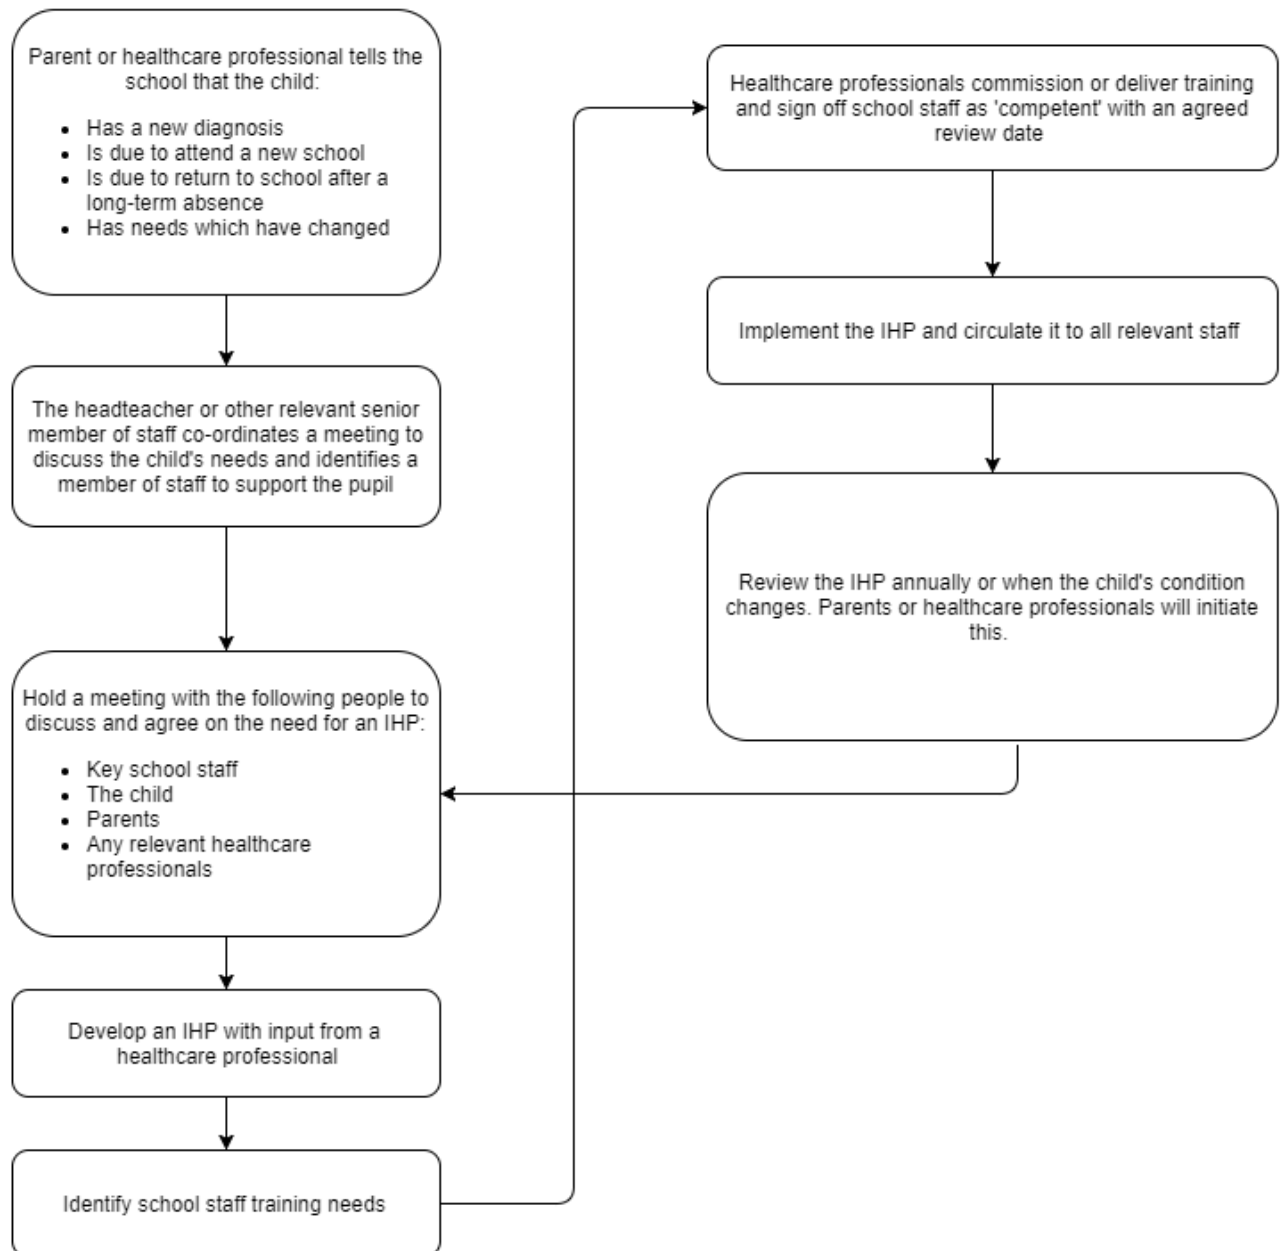 Parent or healthcare professional tells the
school that the child:
• Has a new diagnosis
• Is due to attend a new school
• Is due to return to school after a
long-term absence
• Has needs which have changed
The headteacher or other relevant senior
member of staff co-ordinates a meeting to
discuss the child's needs and identifies a
member of staff to support the pupil
Hold a meeting with the following people to
discuss and agree on the need for an IHP:
• Key school staff
• The child
• Parents
• Any relevant healthcare
professionals
Develop an IHP with input from a
healthcare professional
Identify school staff training needs
Healthcare professionals commission or deliver training
and sign off school staff as 'competent' with an agreed
review date
Implement the IHP and circulate it to all relevant staff
Review the IHP annually or when the child's condition
changes. Parents or healthcare professionals will initiate
this.